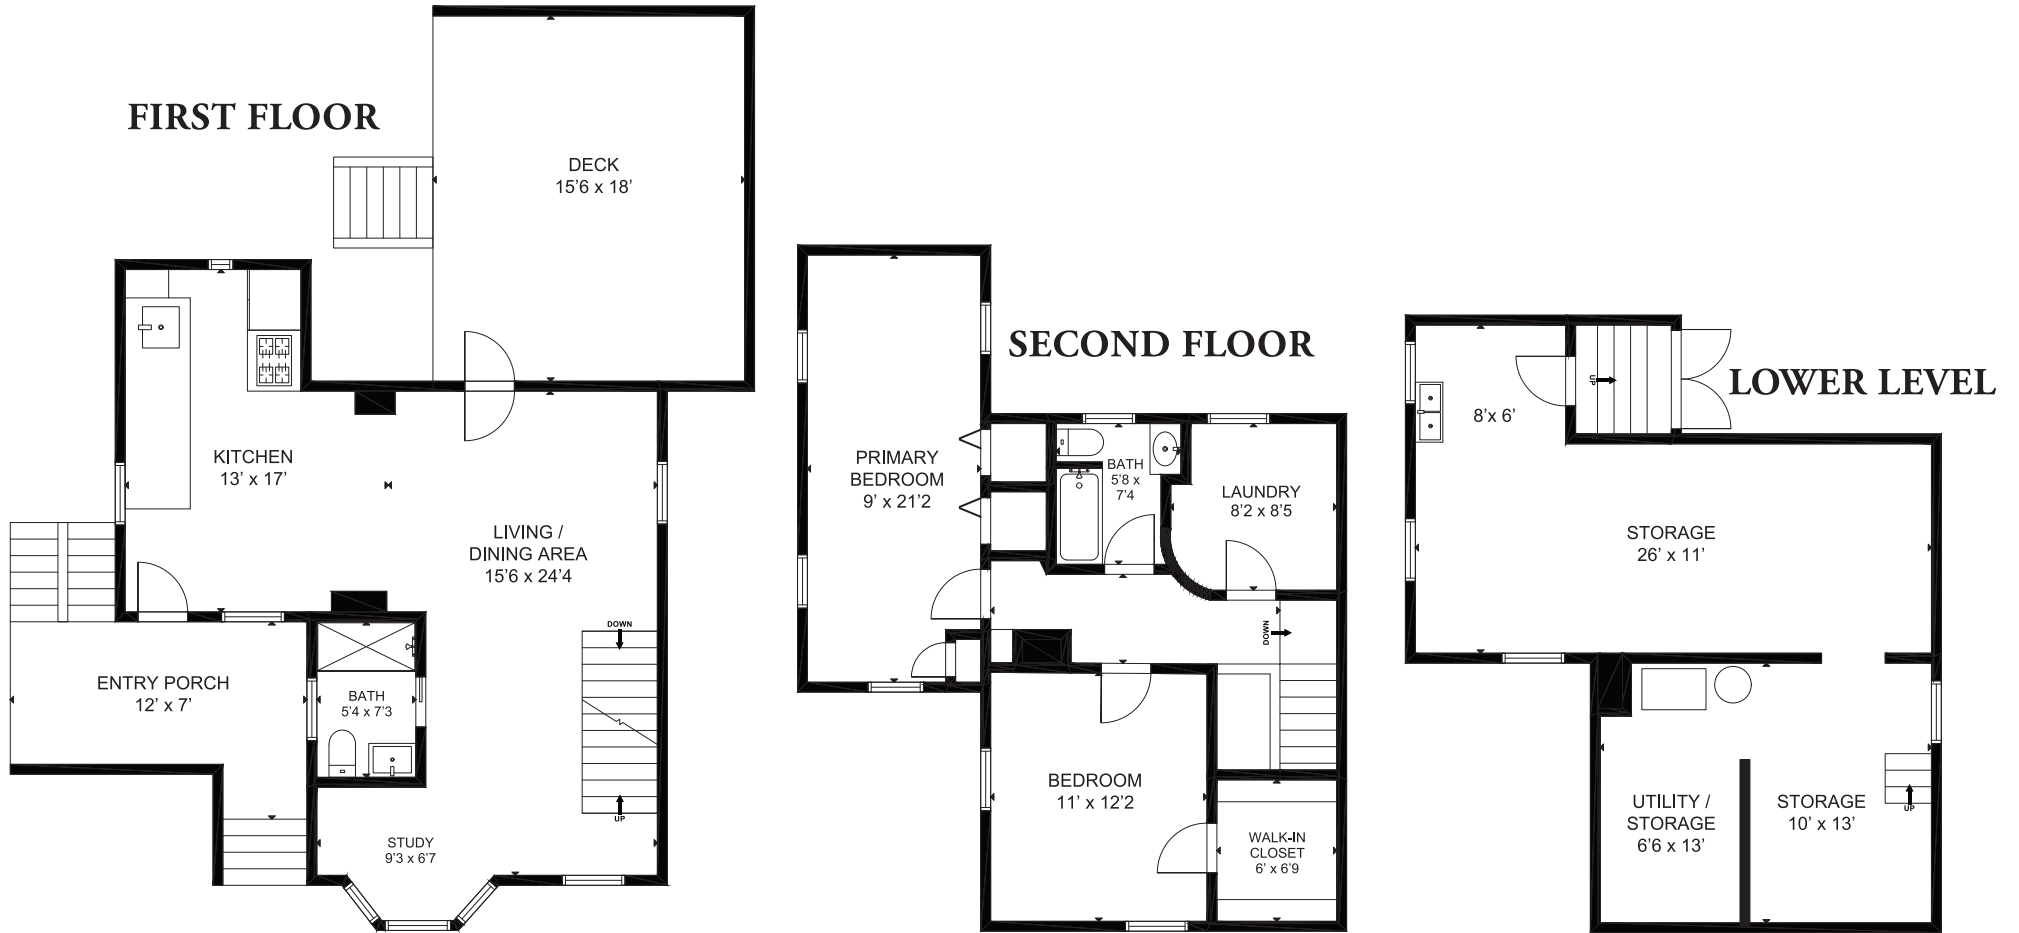 FIRST FLOOR
DECK
15’6 x 18’
KITCHEN
13’ x 17’
LIVING /
DINING AREA
15’6 x 24’4
DOWN
UP
ENTRY PORCH
12’ x 7’
BATH
5’4 x 7’3
STUDY
9’3 x 6’7
SECOND FLOOR
PRIMARY
BEDROOM
9’ x 21’2
BATH
5’8 x
7’4
LAUNDRY
8’2 x 8’5
DOWN
BEDROOM
11’ x 12’2
WALK-IN
CLOSET
6’ x 6’9
LOWER LEVEL
UP
8’x 6’
STORAGE
26’ x 11’
UTILITY /
STORAGE
6’6 x 13’
STORAGE
10’ x 13’
UP